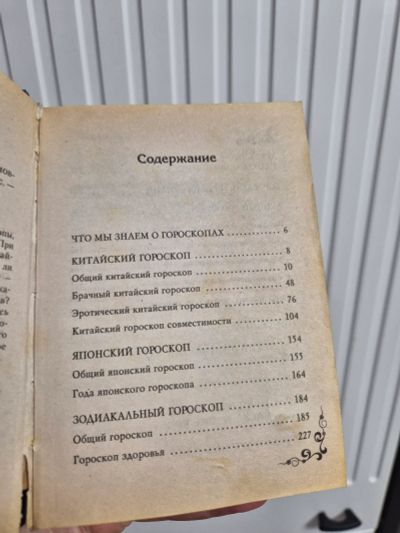 Содержание
ЧТО МЫ ЗНАЕМ О ГОРОСКОПАХ ............ 6
КИТАЙСКИЙ ГОРОСКОП ............ 8
Общий китайский гороскоп ............ 10
Брачный китайский гороскоп ............ 48
Эротический китайский гороскоп ............ 76
Китайский гороскоп совместимости ............ 104
ЯПОНСКИЙ ГОРОСКОП ............ 154
Общий японский гороскоп ............ 155
Года японского гороскопа ............ 164
ЗОДИАКАЛЬНЫЙ ГОРОСКОП ............ 184
Общий гороскоп ............ 185
Гороскоп здоровья ............ 227